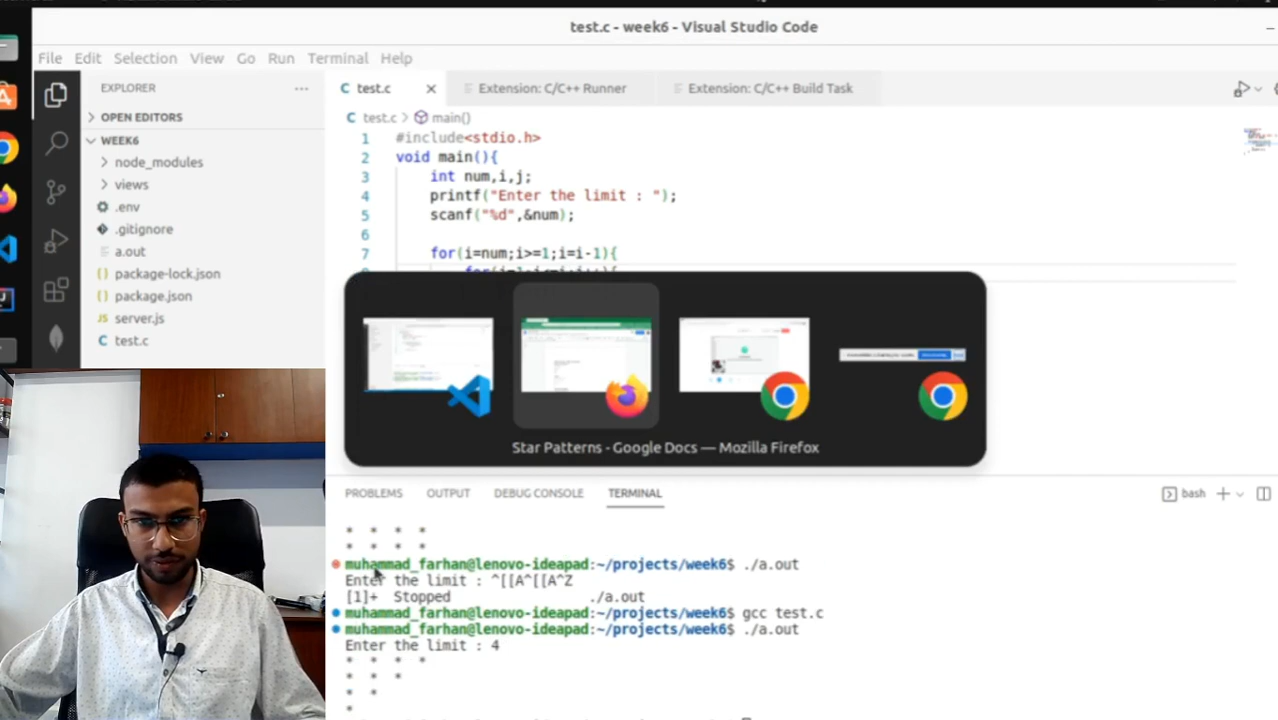 test.c - week6 - Visual Studio Code
File Edit Selection View Go Run Terminal Help
EXPLORER
OPEN EDITORS
WEEK6
node_modules
views
.env
.gitignore
a.out
package-lock.json
package.json
server.js
test.c
test.c Extension: C/C++ Runner Extension: C/C++ Build Task
test.c > main()
1 #include<stdio.h>
2 void main(){
3 int num,i,j;
4 printf("Enter the limit : ");
5 scanf("%d",&num);
6
7 for(i=num;i>=1;i=i-1){
Star Patterns - Google Docs — Mozilla Firefox
PROBLEMS OUTPUT DEBUG CONSOLE TERMINAL
bash
* * * *
* * * *
muhammad_farhan@lenovo-ideapad:~/projects/week6$ ./a.out
Enter the limit : ^[[A^[[A^Z
[1]+ Stopped ./a.out
muhammad_farhan@lenovo-ideapad:~/projects/week6$ gcc test.c
muhammad_farhan@lenovo-ideapad:~/projects/week6$ ./a.out
Enter the limit : 4
* * * *
* * *
* *
*